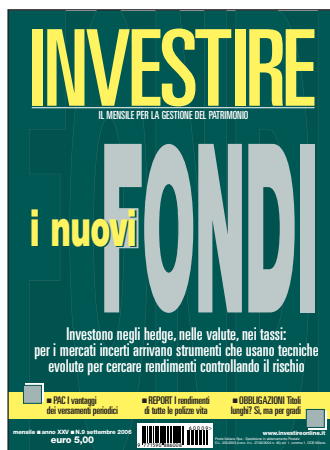 INVESTIRE
IL MENSILE PER LA GESTIONE DEL PATRIMONIO
i nuovi
FONDI
Investono negli hedge, nelle valute, nei tassi:
per i mercati incerti arrivano strumenti che usano tecniche
evolute per cercare rendimenti controllando il rischio
■ PAC I vantaggi
dei versamenti periodici
■ REPORT I rendimenti
di tutte le polizze vita
■ OBBLIGAZIONI Titoli
lunghi? Sì, ma per gradi
mensile ■ anno XXV ■ N.9 settembre 2006
euro 5,00
60009>
www.investireonline.it